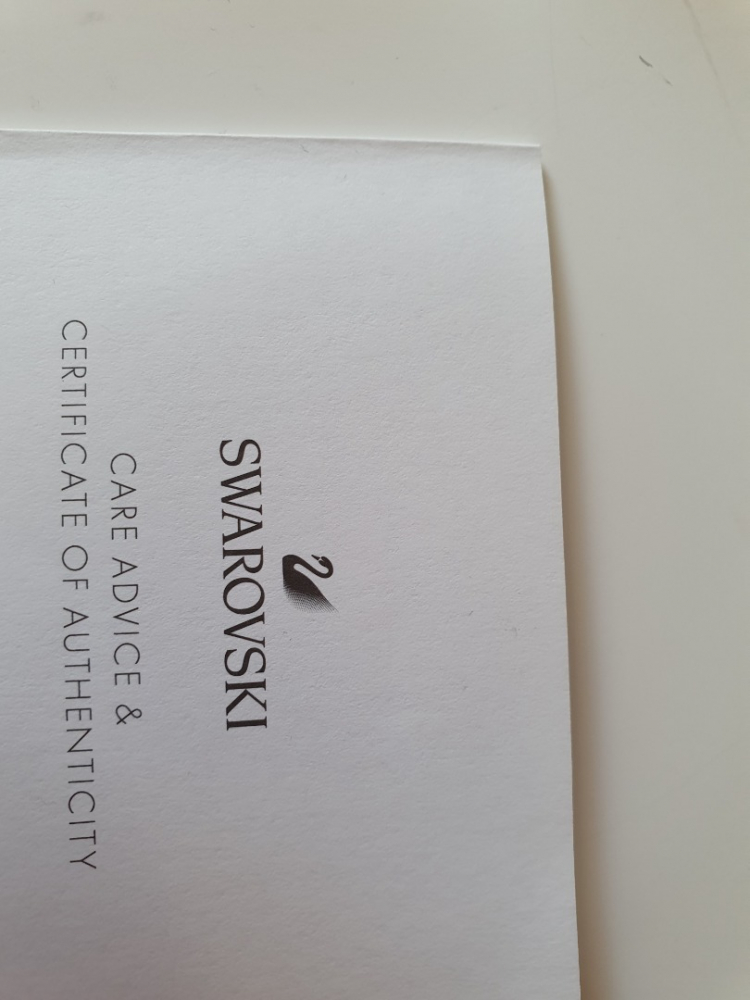 SWAROVSKI
CARE ADVICE &
CERTIFICATE OF AUTHENTICITY